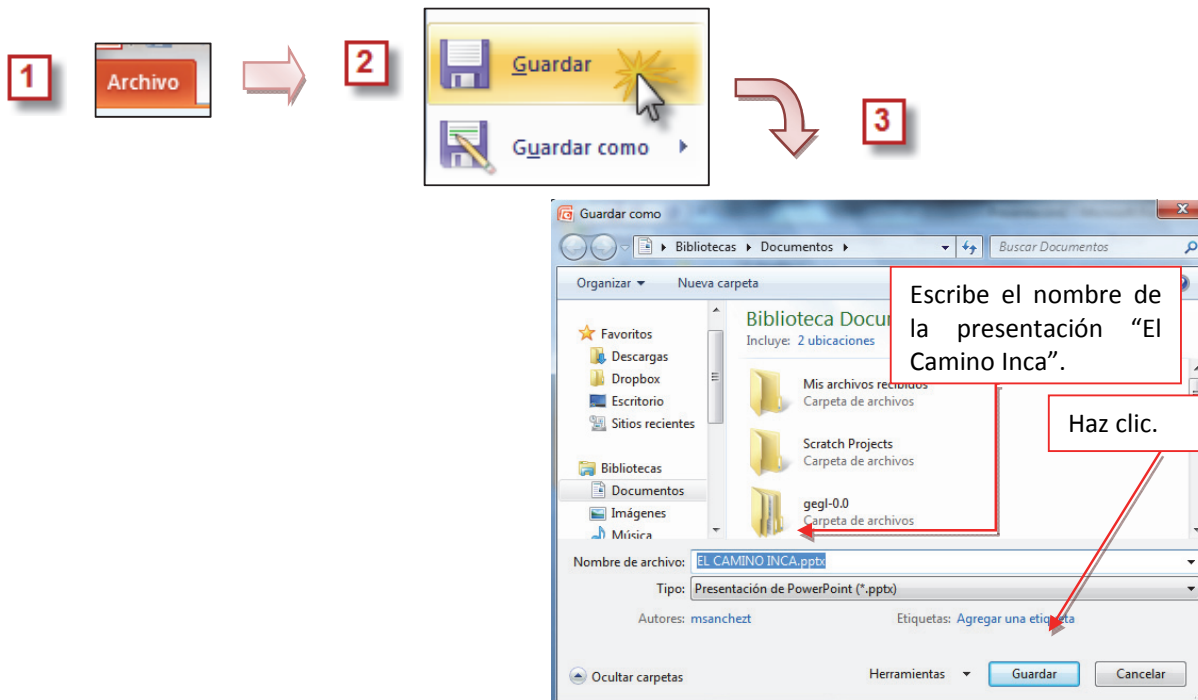 1
Archivo
2
Guardar
Guardar como
3
Guardar como
Bibliotecas
Documentos
Buscar Documentos
Organizar
Nueva carpeta
Escribe el nombre de
la presentación “El
Camino Inca”.
Favoritos
Descargas
Dropbox
Escritorio
Sitios recientes
Bibliotecas
Documentos
Imágenes
Música
Biblioteca Docu
Incluye: 2 ubicaciones
Mis archivos recibidos
Carpeta de archivos
Scratch Projects
Carpeta de archivos
gegl-0.0
Carpeta de archivos
Haz clic.
Nombre de archivo: EL CAMINO INCA.pptx
Tipo: Presentación de PowerPoint (*.pptx)
Autores: msanchezt
Etiquetas: Agregar una etiqueta
Ocultar carpetas
Herramientas
Guardar
Cancelar